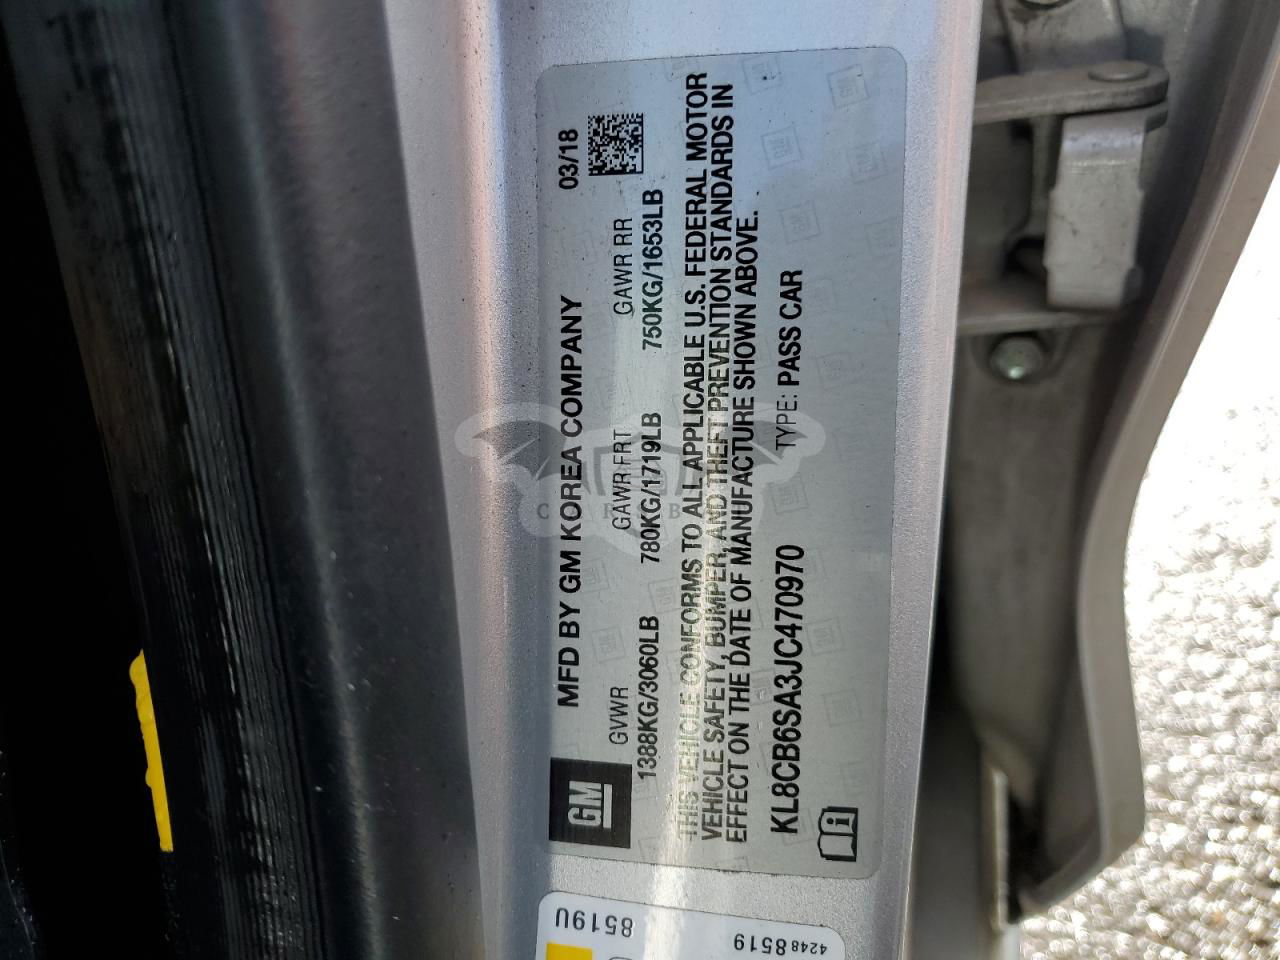 MFD BY GM KOREA COMPANY 03/18
GM
GVWR GAWR FRT GAWR RR
1388KG/3060LB 780KG/1719LB 750KG/1653LB
THIS VEHICLE CONFORMS TO ALL APPLICABLE U.S. FEDERAL MOTOR
VEHICLE SAFETY, BUMPER, AND THEFT PREVENTION STANDARDS IN
EFFECT ON THE DATE OF MANUFACTURE SHOWN ABOVE.
KL8CB6SA3JC470970 TYPE: PASS CAR
8519U
42488519